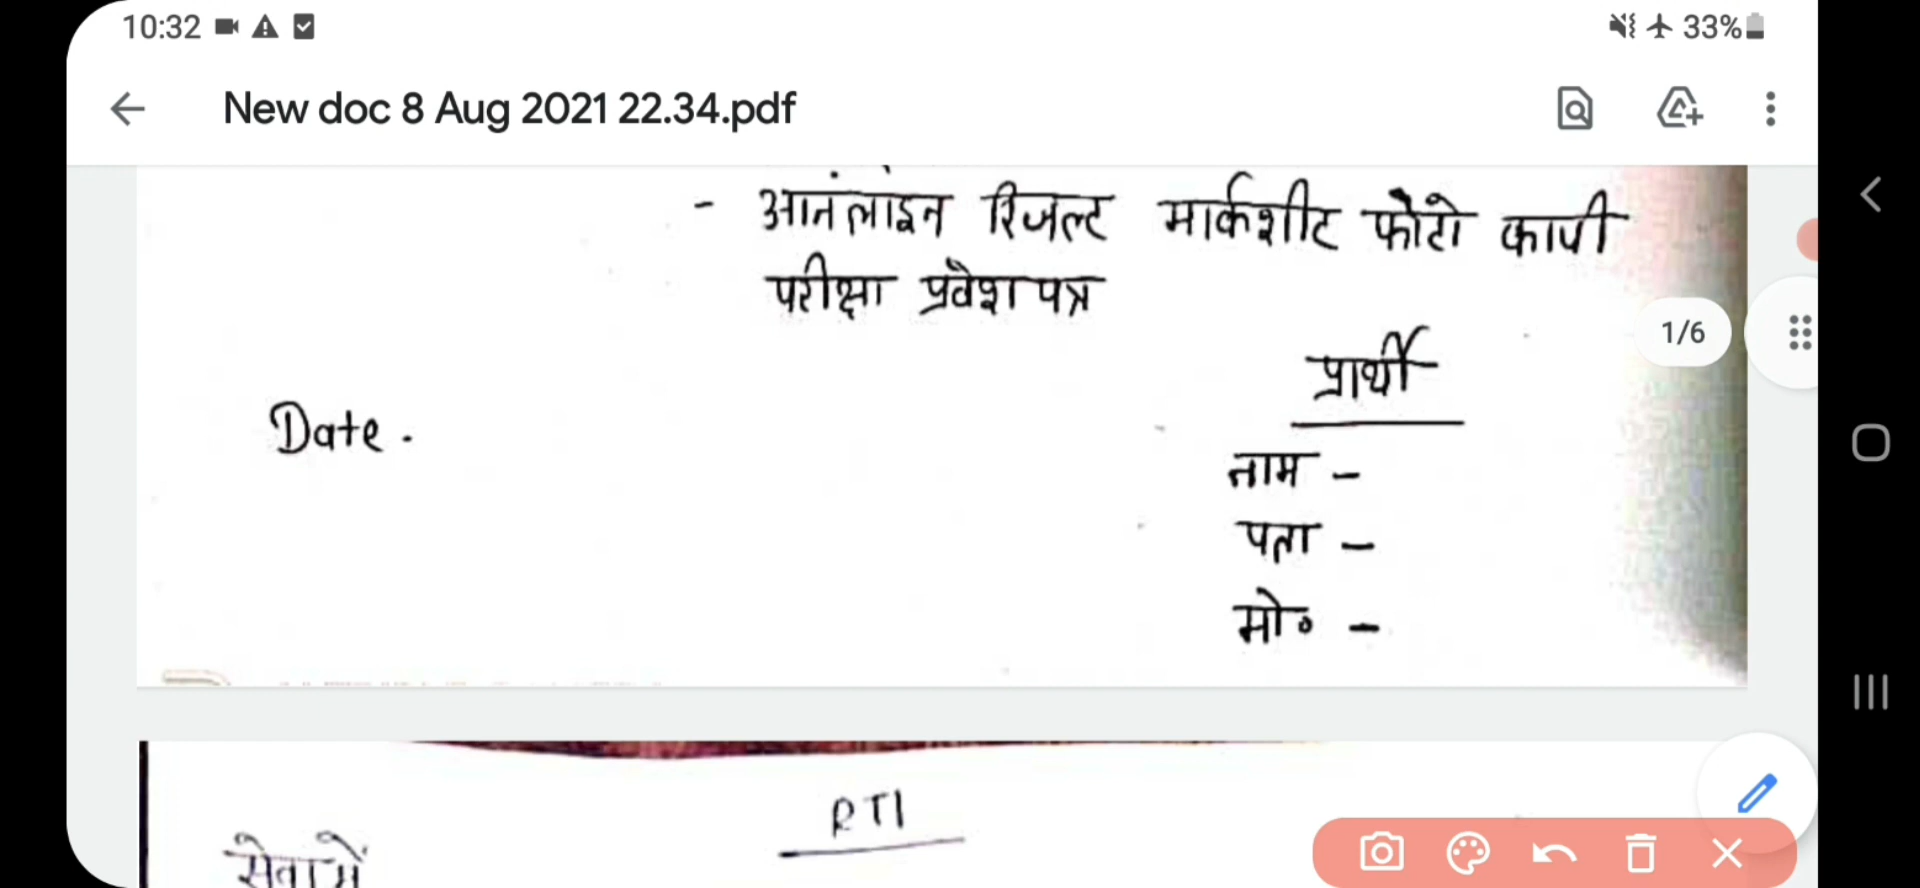 10:32
33%
New doc 8 Aug 2021 22.34.pdf
- आनंलाइन रिजल्ट मार्कशीट फोटो कापी
परीक्षा प्रवेश पत्र
1/6
प्रार्थी
Date .
नाम -
पता -
मो० -
RTI
सेवा में